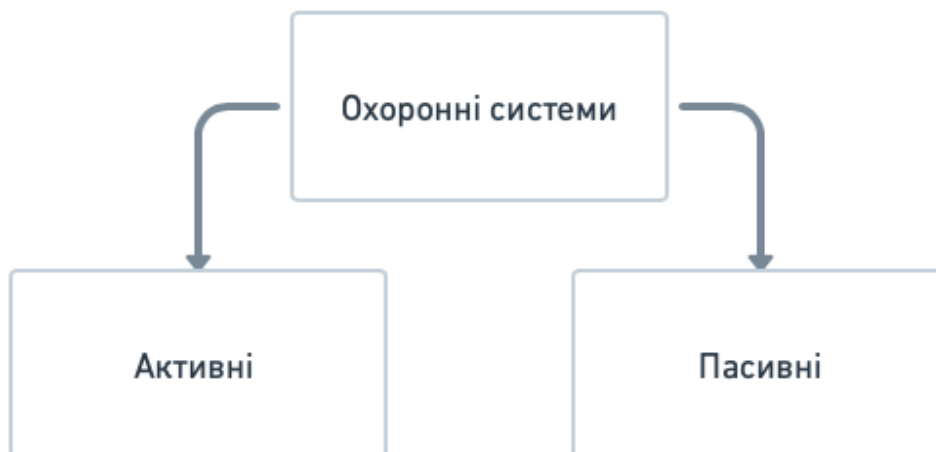 Охоронні системи
Активні
Пасивні